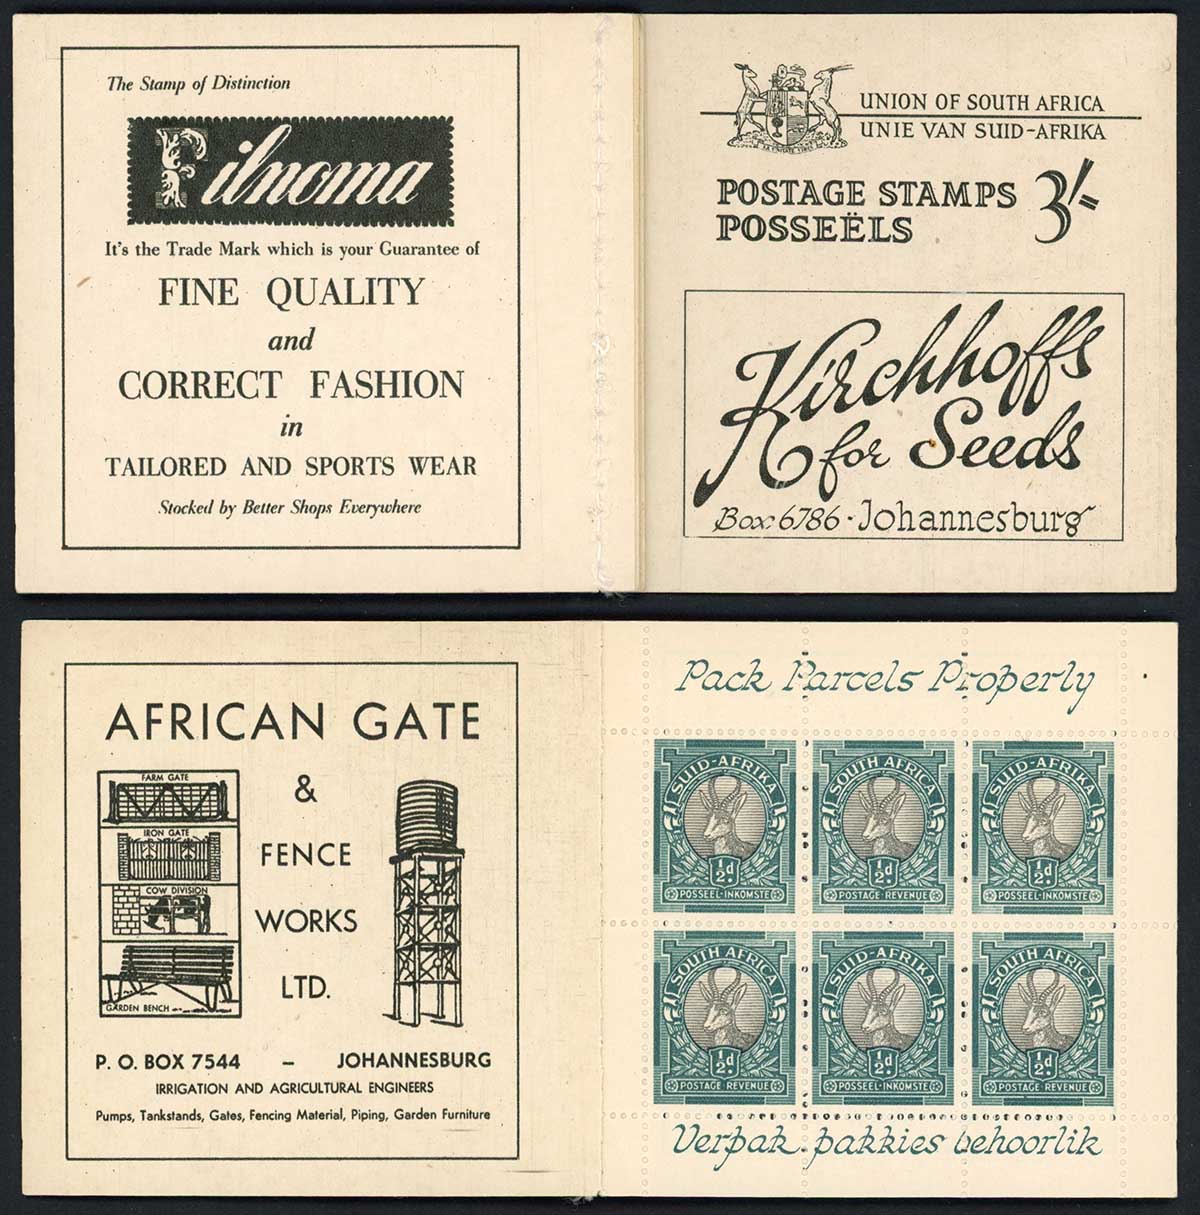 The Stamp of Distinction
Filnoma
It's the Trade Mark which is your Guarantee of
FINE QUALITY
and
CORRECT FASHION
in
TAILORED AND SPORTS WEAR
Stocked by Better Shops Everywhere
UNION OF SOUTH AFRICA
UNIE VAN SUID-AFRIKA
POSTAGE STAMPS 3/-
POSSEËLS
Kirchhoffs
for Seeds
Box 6786 · Johannesburg
AFRICAN GATE
&
FENCE
WORKS
LTD.
FARM GATE
IRON GATE
COW DIVISION
GARDEN BENCH
P. O. BOX 7544 – JOHANNESBURG
IRRIGATION AND AGRICULTURAL ENGINEERS
Pumps, Tankstands, Gates, Fencing Material, Piping, Garden Furniture
Pack Parcels Properly
SUID-AFRIKA
½d.
POSSEEL-INKOMSTE
SOUTH AFRICA
½d.
POSTAGE REVENUE
SUID-AFRIKA
½d.
POSSEEL-INKOMSTE
SOUTH AFRICA
½d.
POSTAGE REVENUE
SUID-AFRIKA
½d.
POSSEEL-INKOMSTE
SOUTH AFRICA
½d.
POSTAGE REVENUE
Verpak pakkies behoorlik